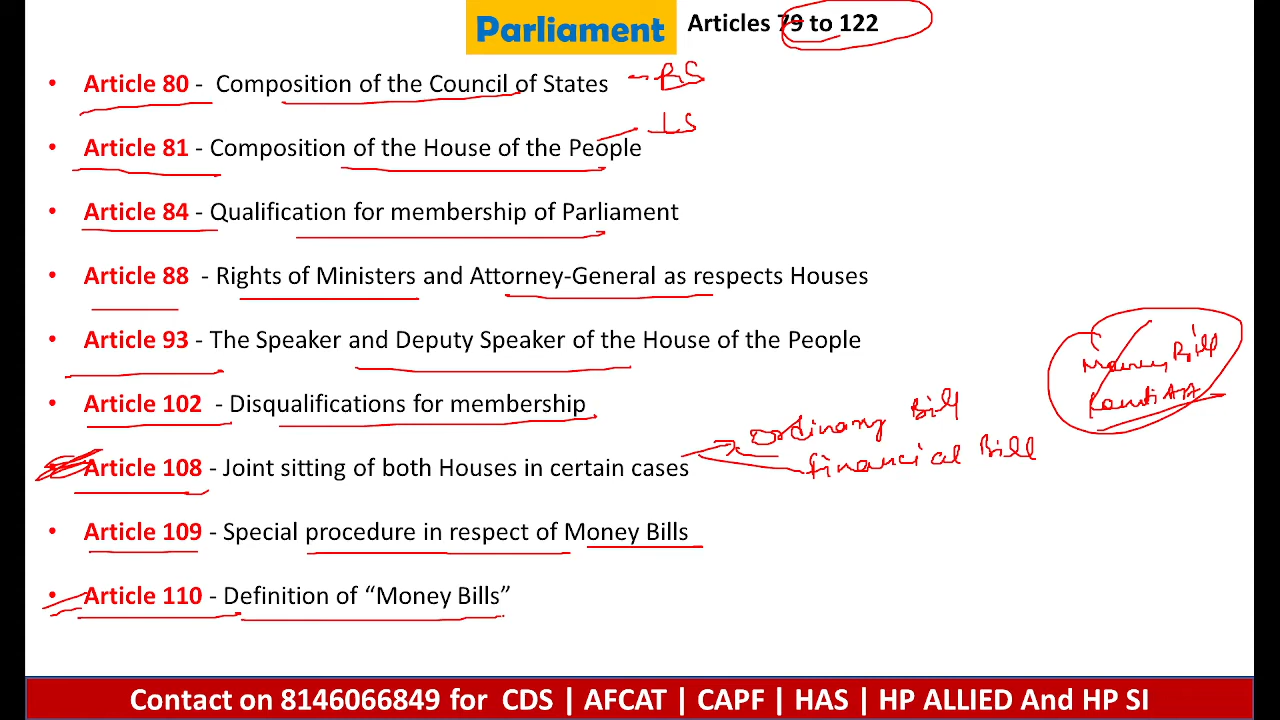 Parliament Articles 79 to 122
• Article 80 - Composition of the Council of States - RS
• Article 81 - Composition of the House of the People LS
• Article 84 - Qualification for membership of Parliament
• Article 88 - Rights of Ministers and Attorney-General as respects Houses
• Article 93 - The Speaker and Deputy Speaker of the House of the People
Money Bill
• Article 102 - Disqualifications for membership
Ordinary Bill
• Article 108 - Joint sitting of both Houses in certain cases
financial Bill
• Article 109 - Special procedure in respect of Money Bills
• Article 110 - Definition of “Money Bills”
Contact on 8146066849 for CDS | AFCAT | CAPF | HAS | HP ALLIED And HP SI